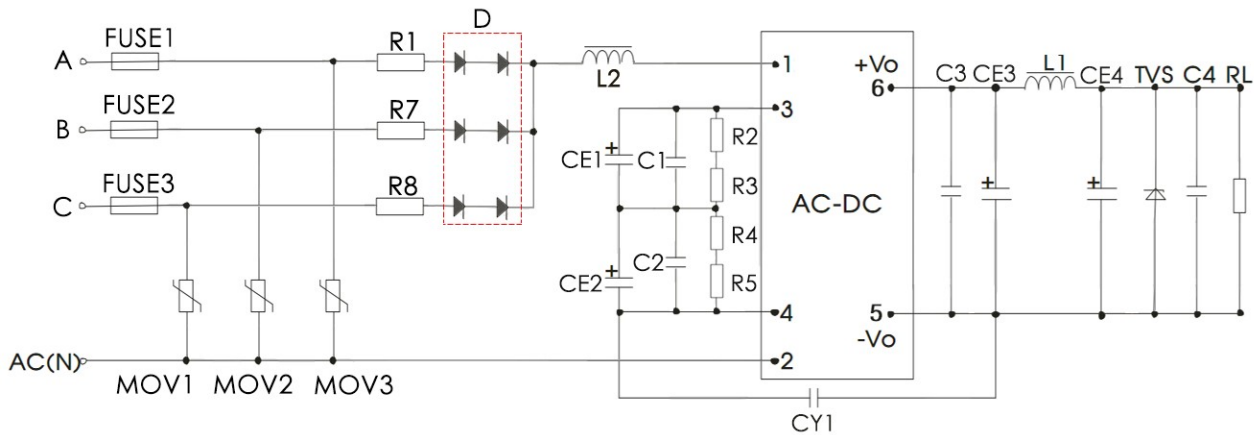 D
FUSE1
R1
A
L2
1
+Vo
6
C3
CE3
L1
CE4
TVS
C4
RL
FUSE2
R7
B
3
+
CE1
C1
R2
R3
FUSE3
R8
C
AC-DC
+
+
+
CE2
C2
R4
R5
4
5
-Vo
AC(N)
2
MOV1
MOV2
MOV3
CY1